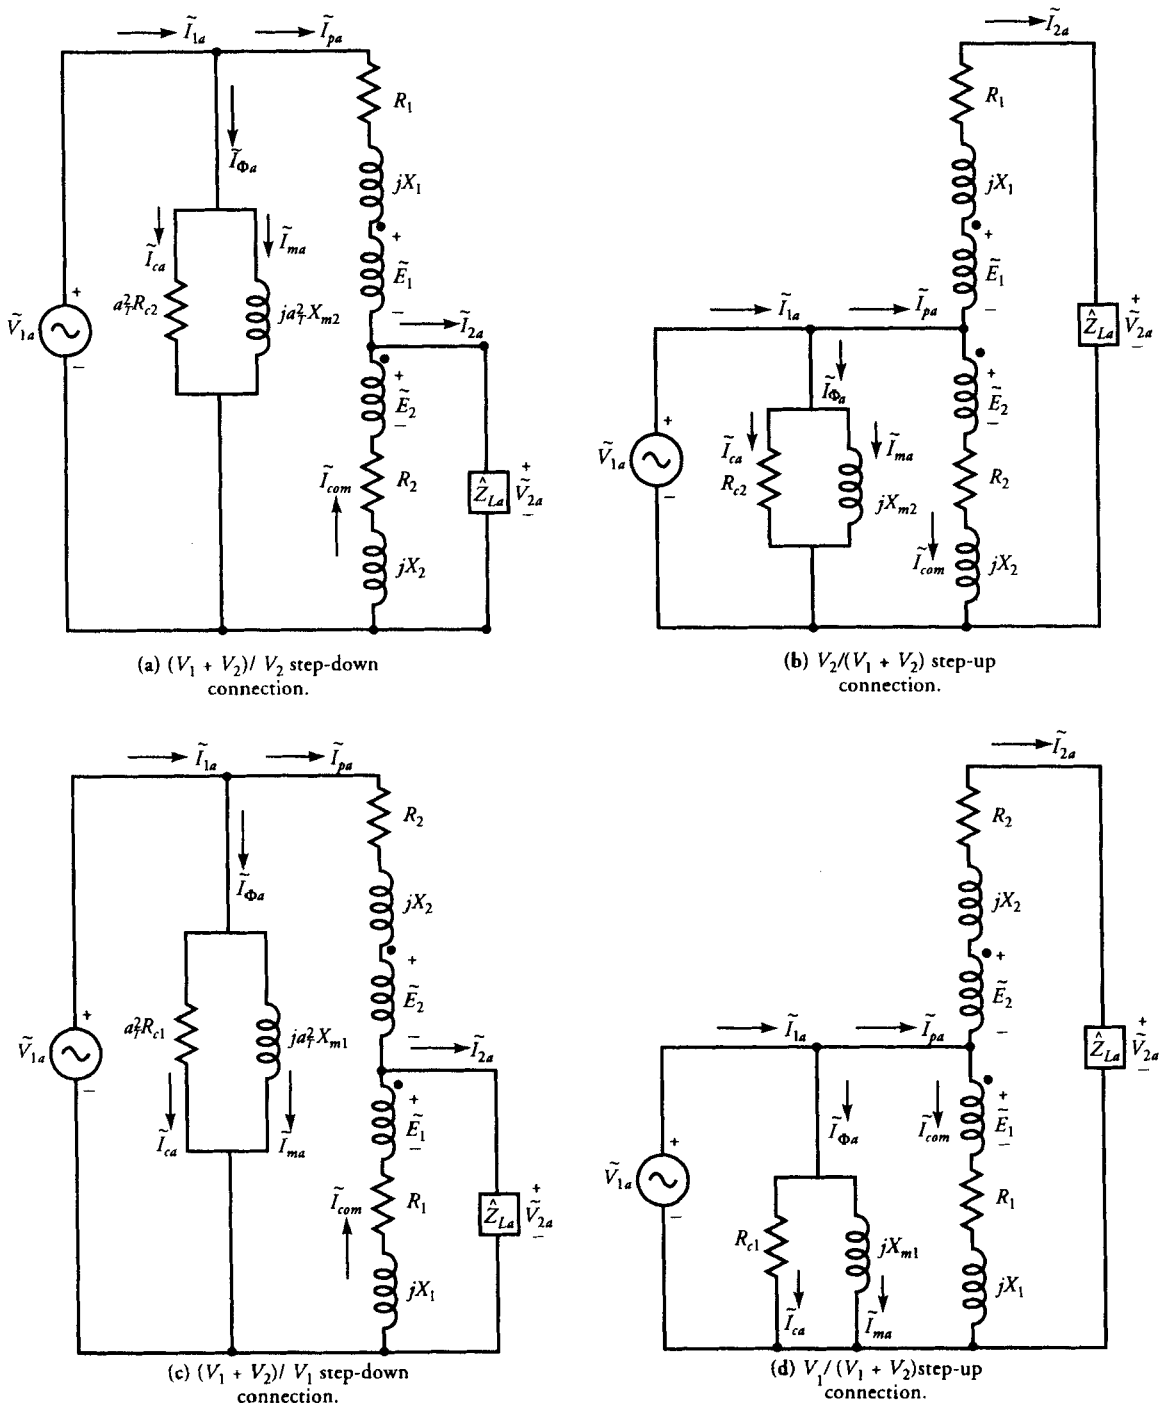 Ĩ1a Ĩpa
R1
ĨΦa
jX1
Ĩca Ĩma
+
Ẽ1
−
a²T Rc2 ja²T Xm2
+
Ṽ1a
−
Ĩ2a
+
Ẽ2
−
Ĩcom
R2
ẐLa
+
Ṽ2a
−
jX2
(a) (V1 + V2)/ V2 step-down
connection.
Ĩ2a
R1
jX1
+
Ẽ1
−
Ĩ1a Ĩpa
ẐLa
+
Ṽ2a
−
ĨΦa
+
Ẽ2
−
+
Ṽ1a
−
Ĩca Ĩma
Rc2
R2
jXm2
Ĩcom
jX2
(b) V2/(V1 + V2) step-up
connection.
Ĩ1a Ĩpa
R2
ĨΦa
jX2
+
Ẽ2
−
a²T Rc1 ja²T Xm1
+
Ṽ1a
−
Ĩ2a
Ĩca Ĩma
+
Ẽ1
−
Ĩcom
R1
ẐLa
+
Ṽ2a
−
jX1
(c) (V1 + V2)/ V1 step-down
connection.
Ĩ2a
R2
jX2
+
Ẽ2
−
Ĩ1a Ĩpa
ẐLa
+
Ṽ2a
−
ĨΦa
Ĩcom
+
Ẽ1
−
+
Ṽ1a
−
R1
Rc1
jXm1
jX1
Ĩca Ĩma
(d) V1/(V1 + V2)step-up
connection.